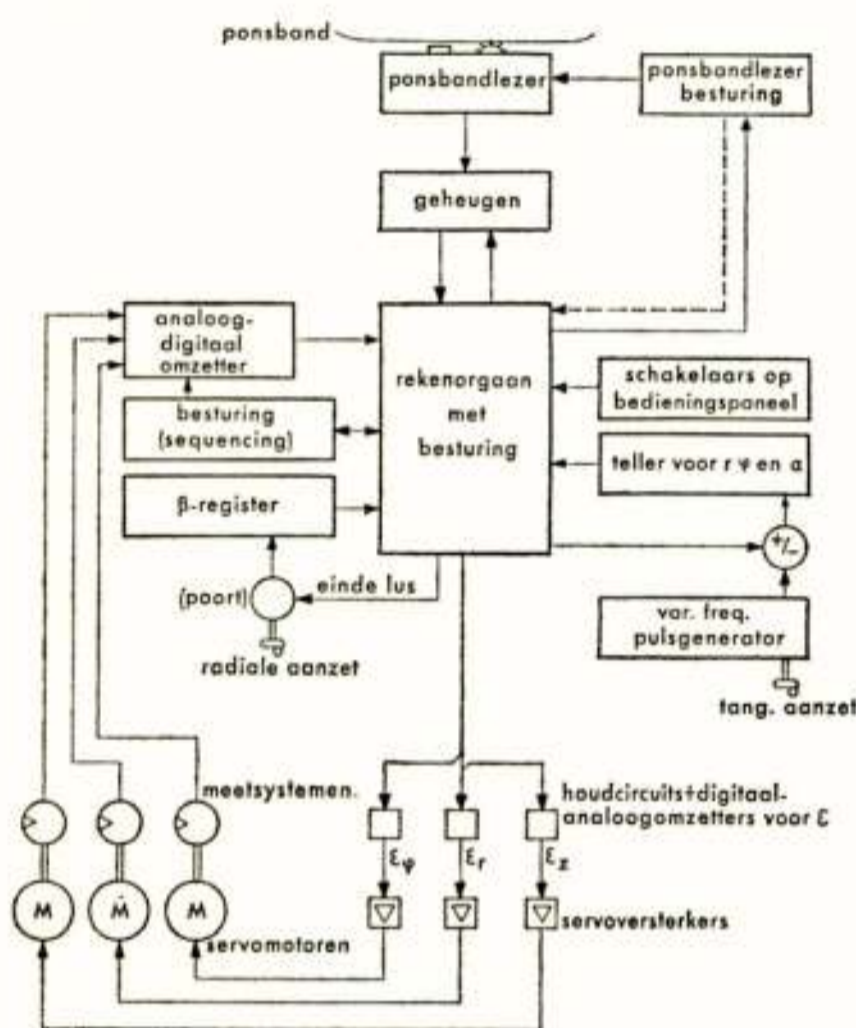 ponsband
ponsbandlezer
ponsbandlezer
besturing
geheugen
analoog-
digitaal
omzetter
besturing
(sequencing)
β-register
rekenorgaan
met
besturing
schakelaars op
bedieningspaneel
teller voor r φ en α
+/-
var. freq.
pulsgenerator
tang. aanzet
(poort)
einde lus
radiale aanzet
meetsystemen.
houdcircuits+digitaal-
analoogomzetters voor ε
εφ
εr
εz
M
M
M
servomotoren
servoversterkers